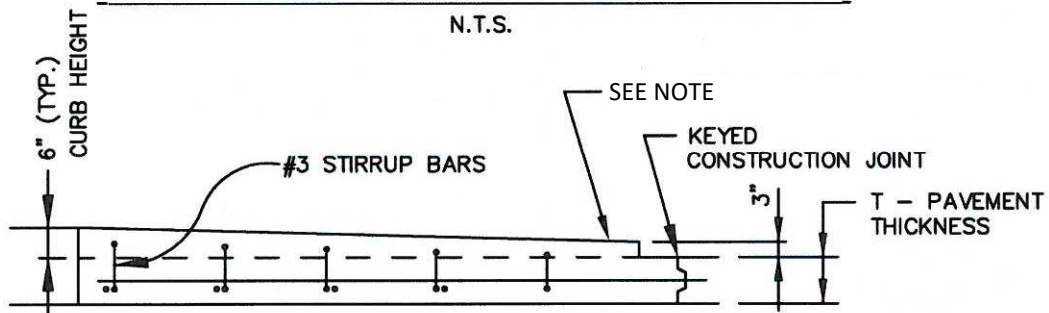 N.T.S.
6" (TYP.)
CURB HEIGHT
SEE NOTE
KEYED
CONSTRUCTION JOINT
#3 STIRRUP BARS
3"
T - PAVEMENT
THICKNESS